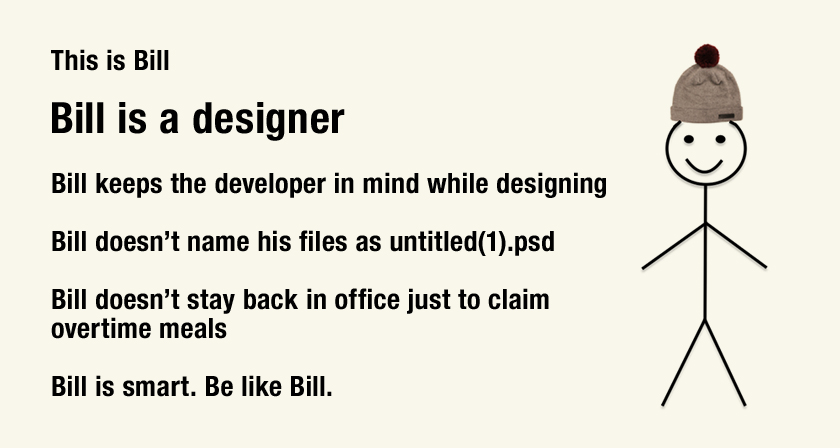 This is Bill
Bill is a designer
Bill keeps the developer in mind while designing
Bill doesn’t name his files as untitled(1).psd
Bill doesn’t stay back in office just to claim
overtime meals
Bill is smart. Be like Bill.